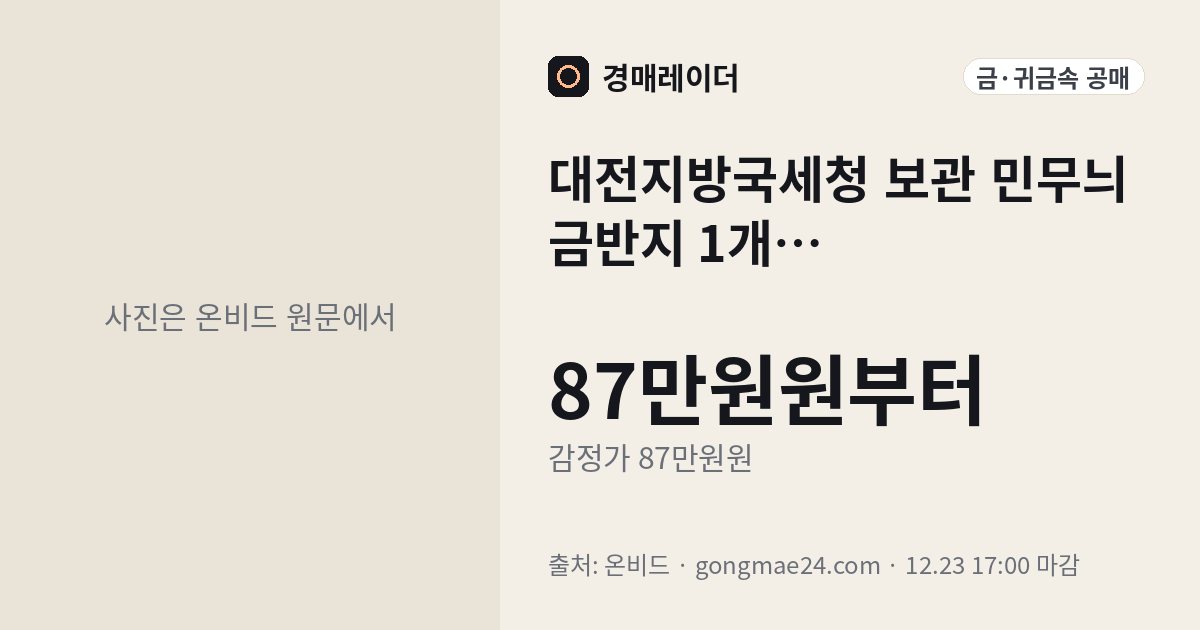 사진은 온비드 원문에서
경매레이더
금·귀금속 공매
대전지방국세청 보관 민무늬
금반지 1개…
87만원원부터
감정가 87만원원
출처: 온비드 · gongmae24.com · 12.23 17:00 마감